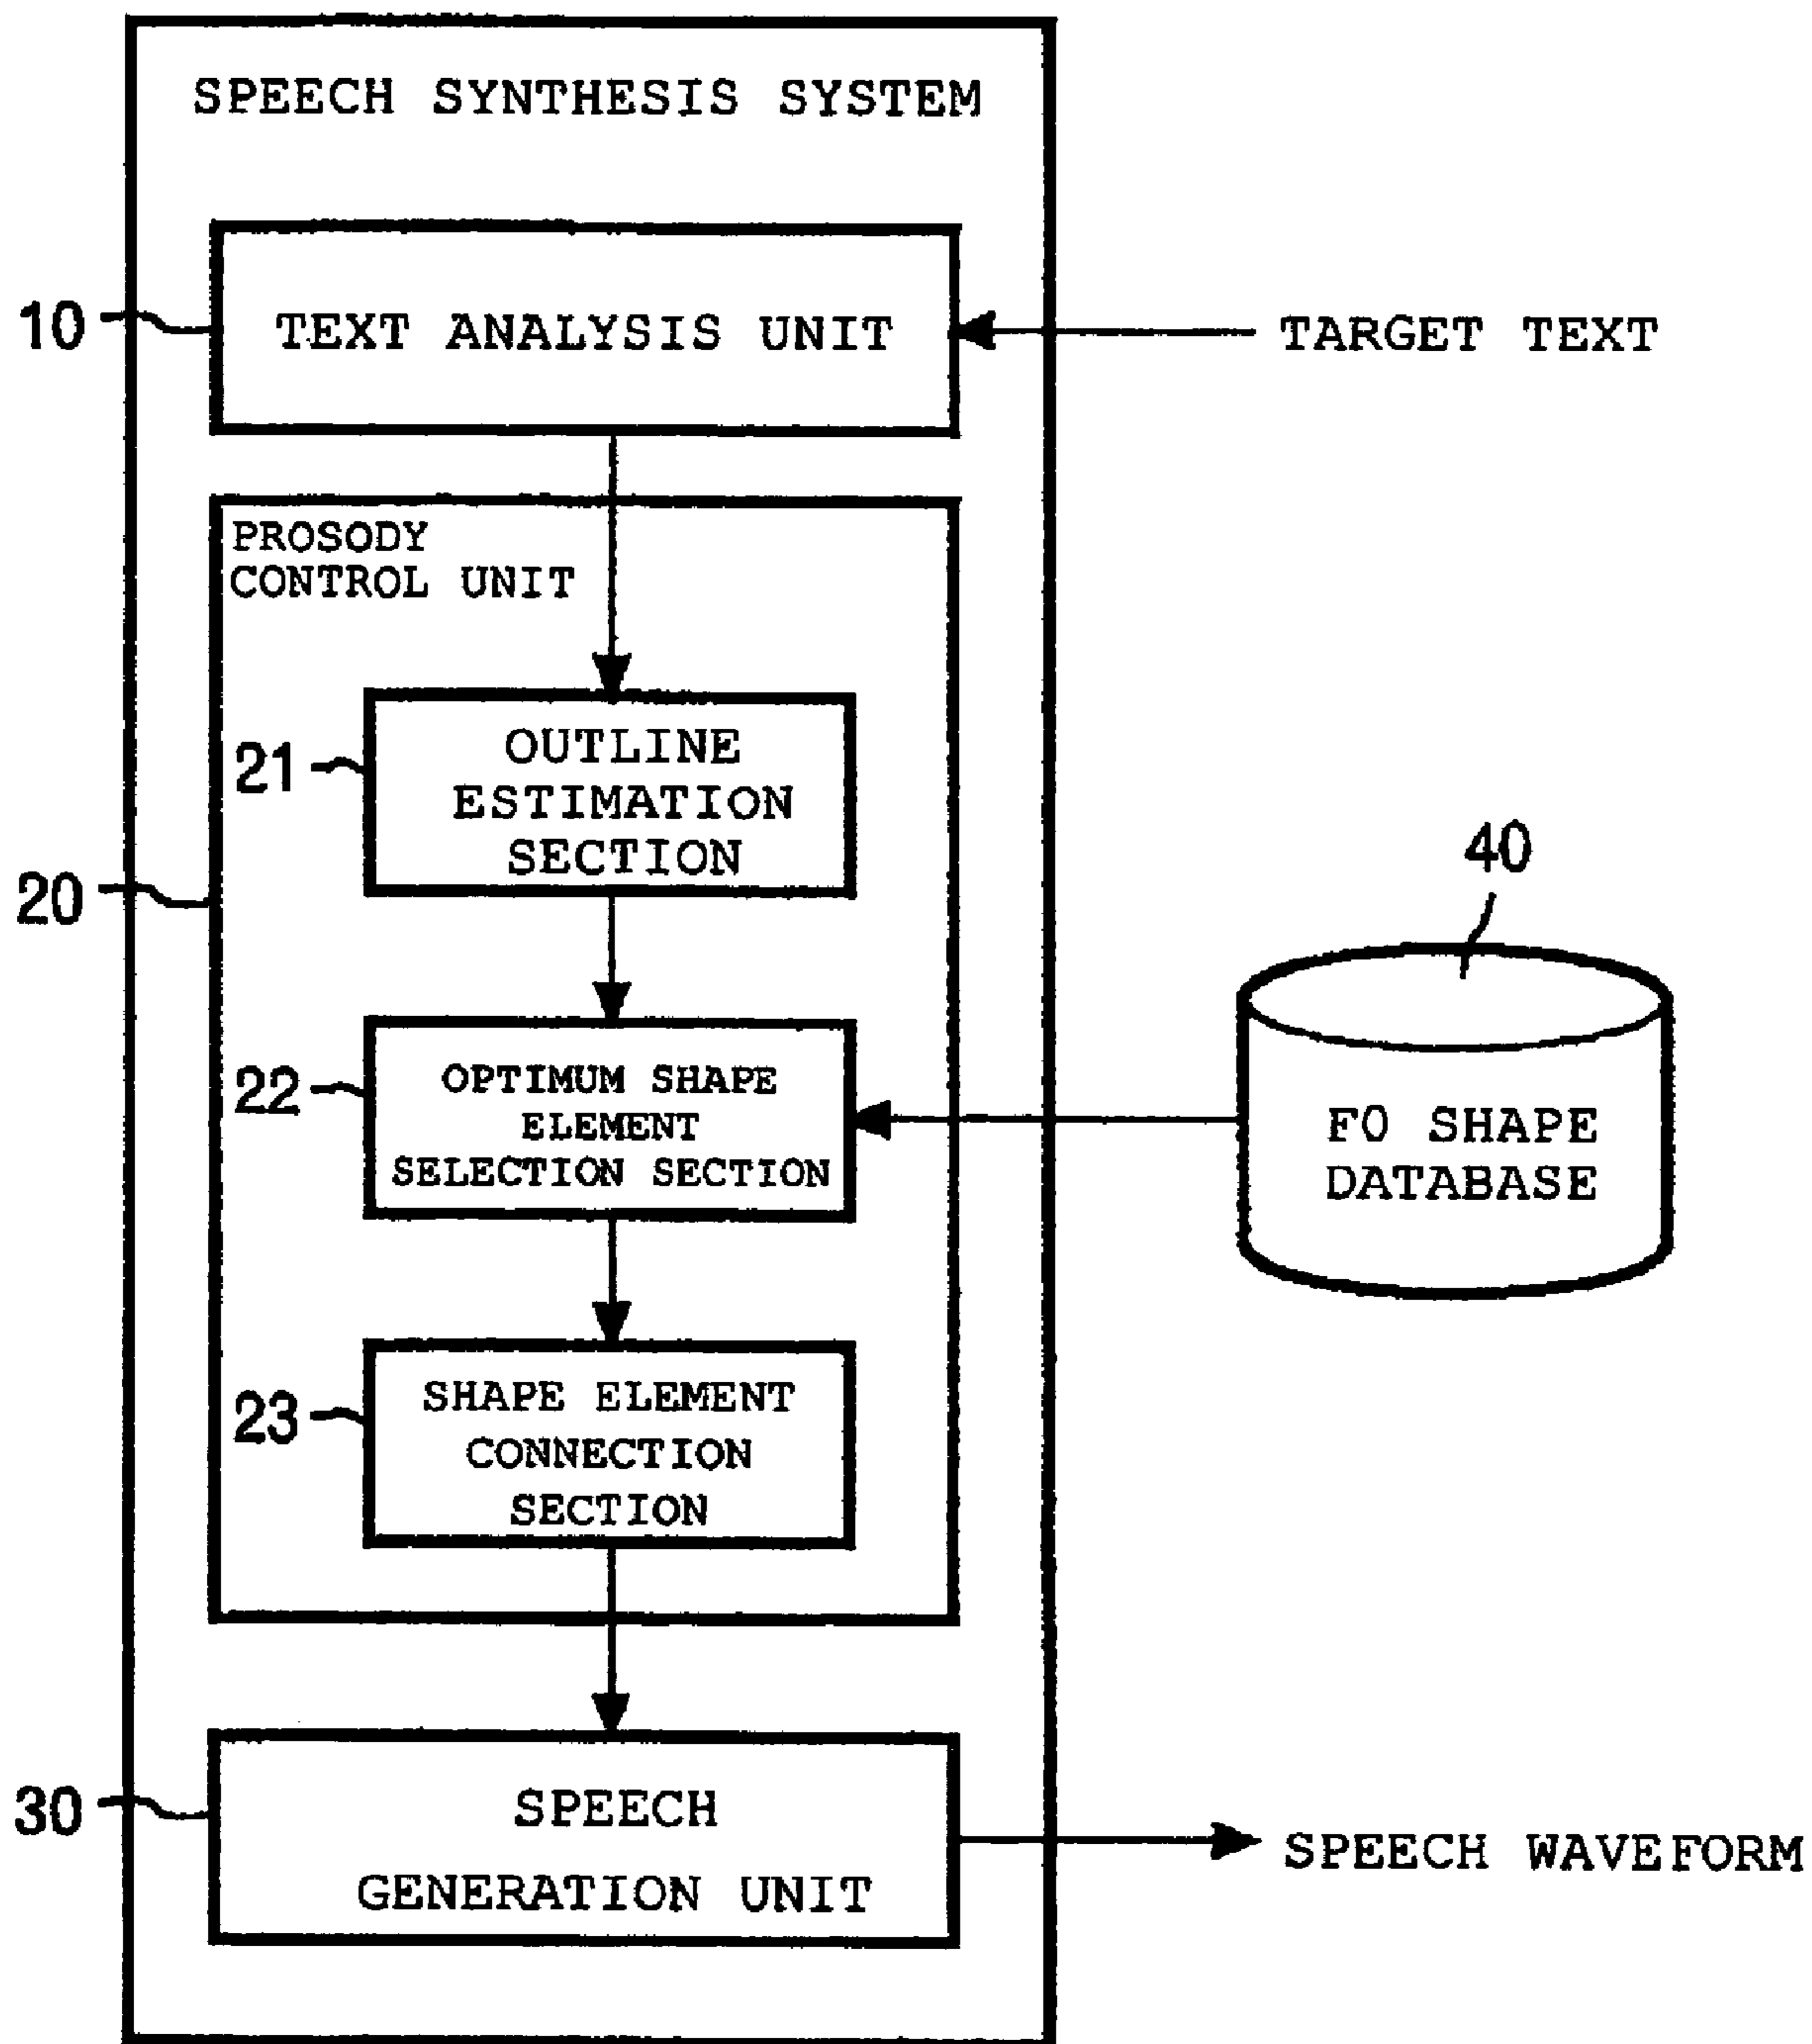 SPEECH SYNTHESIS SYSTEM
10
TEXT ANALYSIS UNIT
TARGET TEXT
PROSODY
CONTROL UNIT
21
OUTLINE
ESTIMATION
SECTION
20
40
22
OPTIMUM SHAPE
ELEMENT
SELECTION SECTION
F0 SHAPE
DATABASE
23
SHAPE ELEMENT
CONNECTION
SECTION
30
SPEECH
GENERATION UNIT
SPEECH WAVEFORM